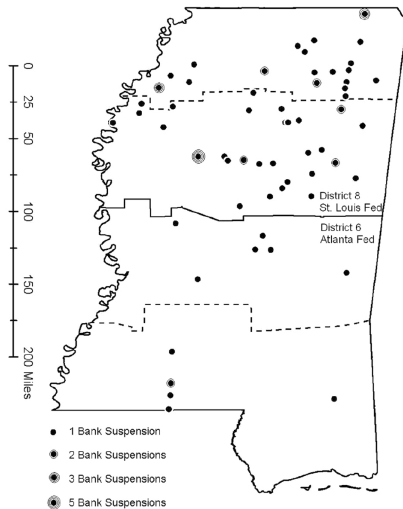 0
25
50
75
100
150
200 Miles
District 8
St. Louis Fed
District 6
Atlanta Fed
1 Bank Suspension
2 Bank Suspensions
3 Bank Suspensions
5 Bank Suspensions